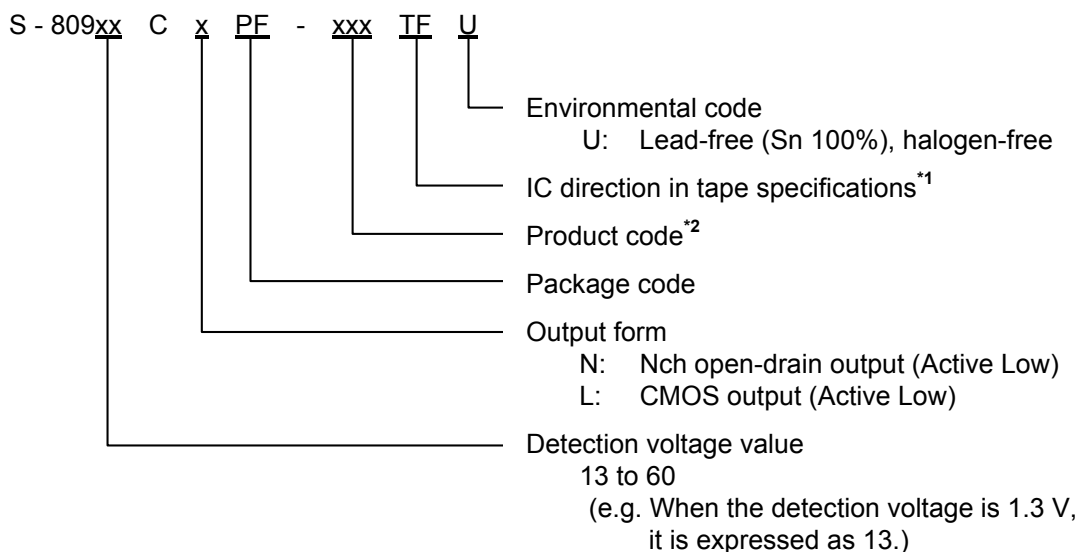 S - 809xx C x PF - xxx TF U
Environmental code
U: Lead-free (Sn 100%), halogen-free
IC direction in tape specifications*1
Product code*2
Package code
Output form
N: Nch open-drain output (Active Low)
L: CMOS output (Active Low)
Detection voltage value
13 to 60
(e.g. When the detection voltage is 1.3 V,
it is expressed as 13.)